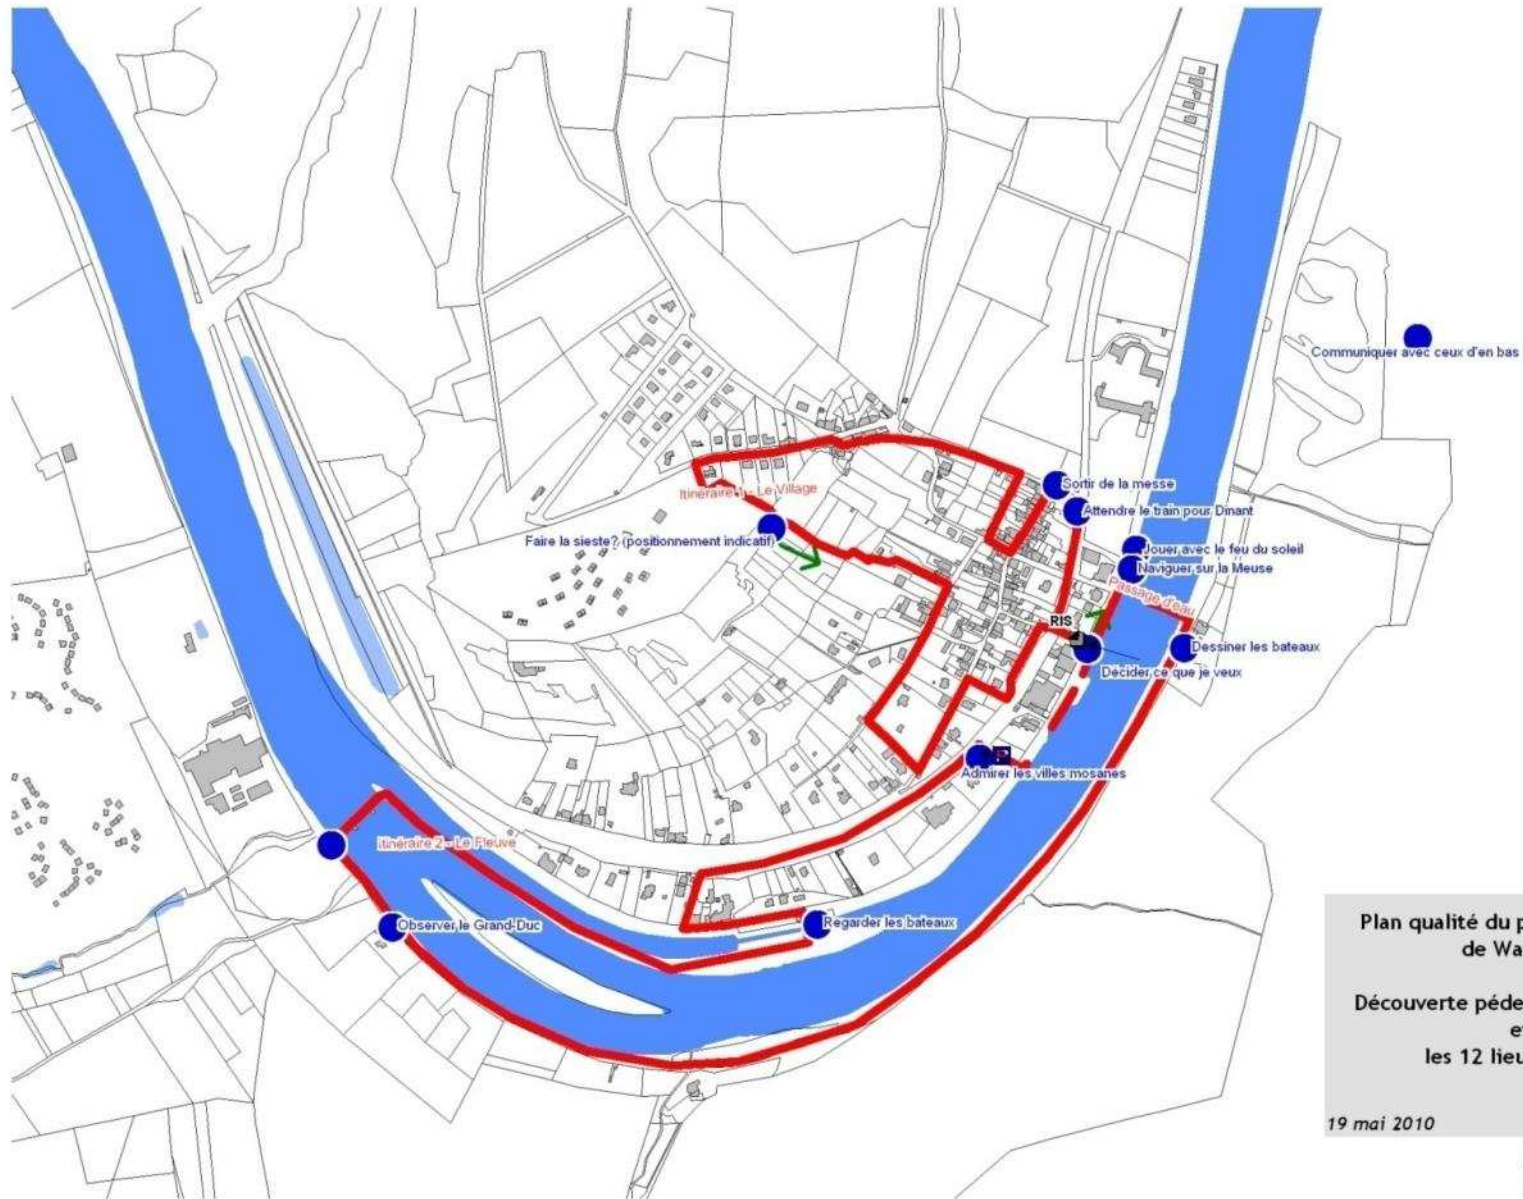 Communiquer avec ceux d'en bas
Sortir de la messe
Itinéraire 1 - Le Village
Attendre le train pour Dinant
Faire la sieste? (positionnement indicatif)
Jouer avec le feu du soleil
Naviguer sur la Meuse
Passage d'eau
RIS
Dessiner les bateaux
Décider ce que je veux
Admirer les villes mosanes
Itinéraire 2 - Le Fleuve
Observer le Grand-Duc
Regarder les bateaux
Plan qualité du p
de Wa
Découverte péde
e
les 12 lieu
19 mai 2010